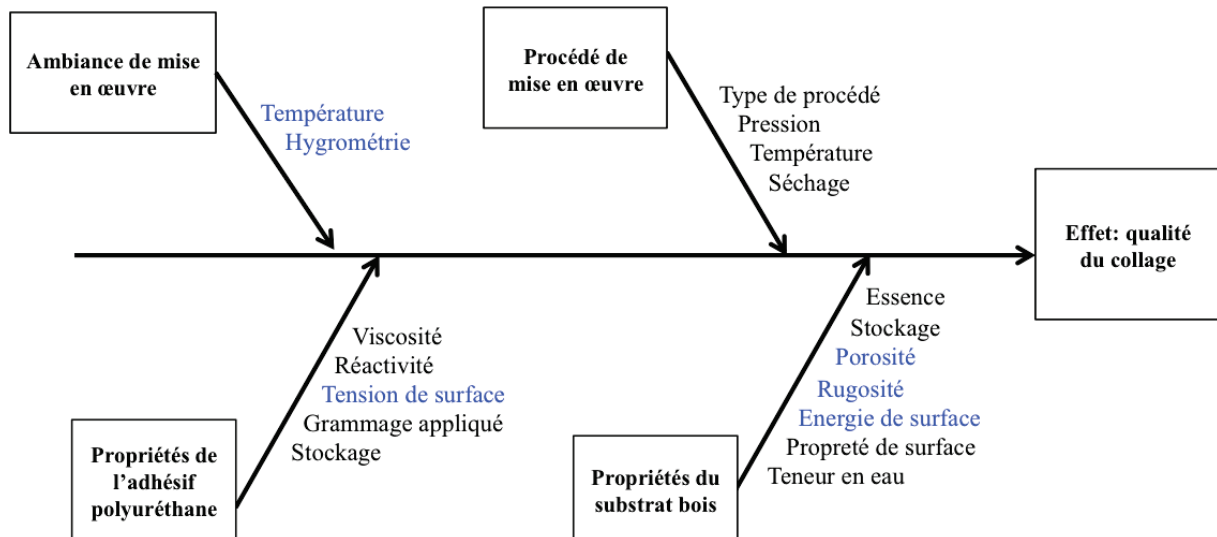 Ambiance de mise
en œuvre
Température
Hygrométrie
Procédé de
mise en œuvre
Type de procédé
Pression
Température
Séchage
Effet: qualité
du collage
Viscosité
Réactivité
Tension de surface
Grammage appliqué
Stockage
Propriétés de
l’adhésif
polyuréthane
Essence
Stockage
Porosité
Rugosité
Energie de surface
Propreté de surface
Teneur en eau
Propriétés du
substrat bois